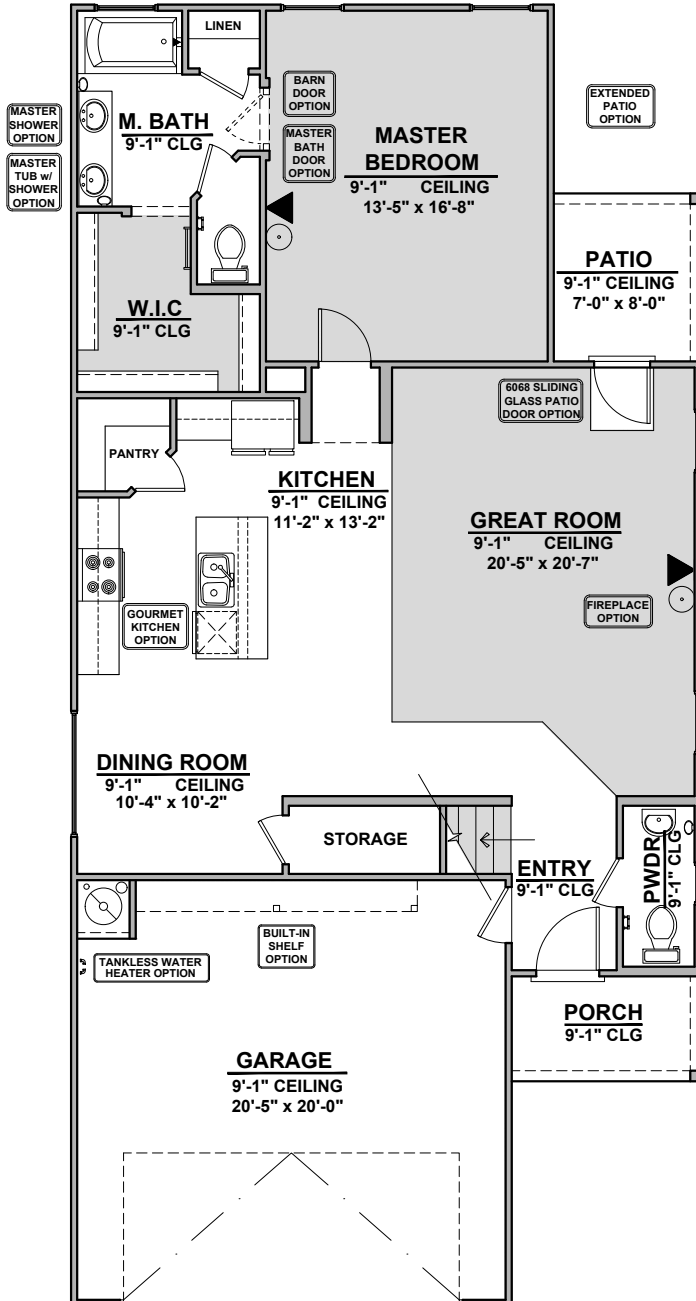 LINEN
BARN
DOOR
OPTION
EXTENDED
PATIO
OPTION
MASTER
SHOWER
OPTION
M. BATH
9'-1" CLG
MASTER
BATH
DOOR
OPTION
MASTER
BEDROOM
9'-1" CEILING
13'-5" x 16'-8"
MASTER
TUB w/
SHOWER
OPTION
PATIO
9'-1" CEILING
7'-0" x 8'-0"
W.I.C
9'-1" CLG
6068 SLIDING
GLASS PATIO
DOOR OPTION
PANTRY
KITCHEN
9'-1" CEILING
11'-2" x 13'-2"
GREAT ROOM
9'-1" CEILING
20'-5" x 20'-7"
FIREPLACE
OPTION
GOURMET
KITCHEN
OPTION
DINING ROOM
9'-1" CEILING
10'-4" x 10'-2"
STORAGE
ENTRY
9'-1" CLG
PWDR
9'-1" CLG
BUILT-IN
SHELF
OPTION
TANKLESS WATER
HEATER OPTION
PORCH
9'-1" CLG
GARAGE
9'-1" CEILING
20'-5" x 20'-0"